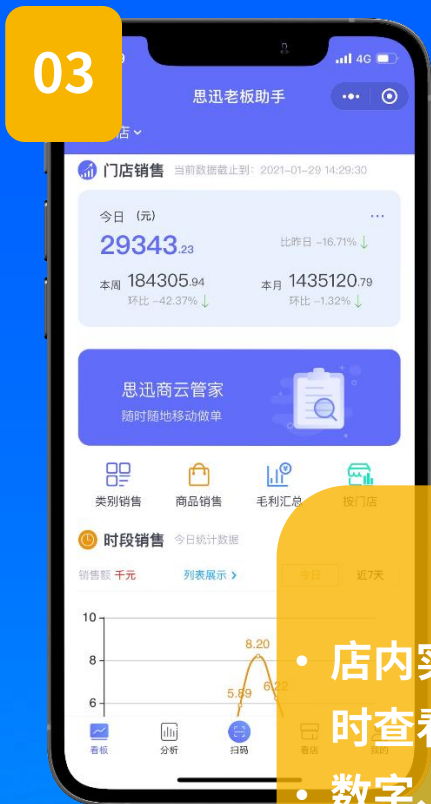 03
4G
思迅老板助手
店
门店销售 当前数据截止到：2021-01-29 14:29:30
今日（元）
29343.23 比昨日 -16.71%↓
本周 184305.94 本月 1435120.79
环比 -42.37%↓ 环比 -1.32%↓
思迅商云管家
随时随地移动做单
类别销售 商品销售 毛利汇总 按门店
时段销售 今日统计数据
销售额 千元 列表展示 > 今日 近7天
10
8.20
8
5.89 6.22
6
• 店内实
时查看
看板 分析 扫码 看店 我的
• 数字